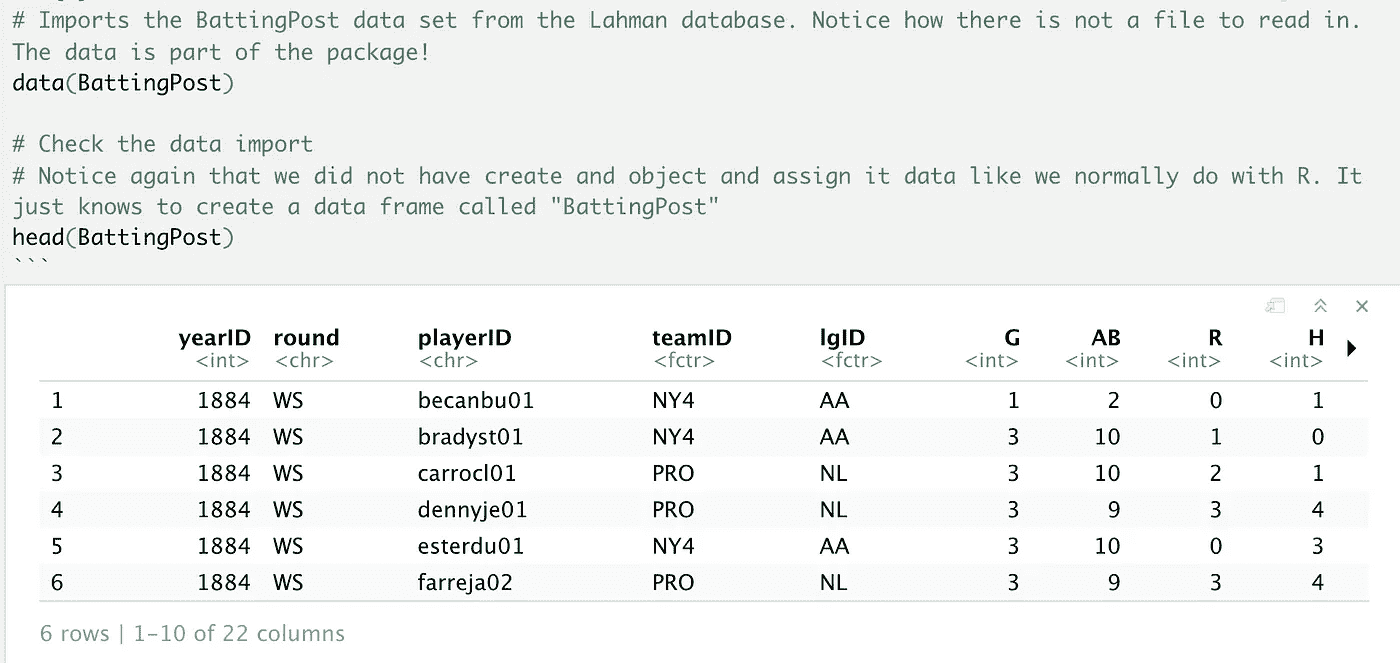 # Imports the BattingPost data set from the Lahman database. Notice how there is not a file to read in.
The data is part of the package!
data(BattingPost)
# Check the data import
# Notice again that we did not have create and object and assign it data like we normally do with R. It
just knows to create a data frame called "BattingPost"
head(BattingPost)
```
yearID round playerID teamID lgID G AB R H
<int> <chr> <chr> <fctr> <fctr> <int> <int> <int> <int>
1 1884 WS becanbu01 NY4 AA 1 2 0 1
2 1884 WS bradyst01 NY4 AA 3 10 1 0
3 1884 WS carrocl01 PRO NL 3 10 2 1
4 1884 WS dennyje01 PRO NL 3 9 3 4
5 1884 WS esterdu01 NY4 AA 3 10 0 3
6 1884 WS farreja02 PRO NL 3 9 3 4
6 rows | 1-10 of 22 columns